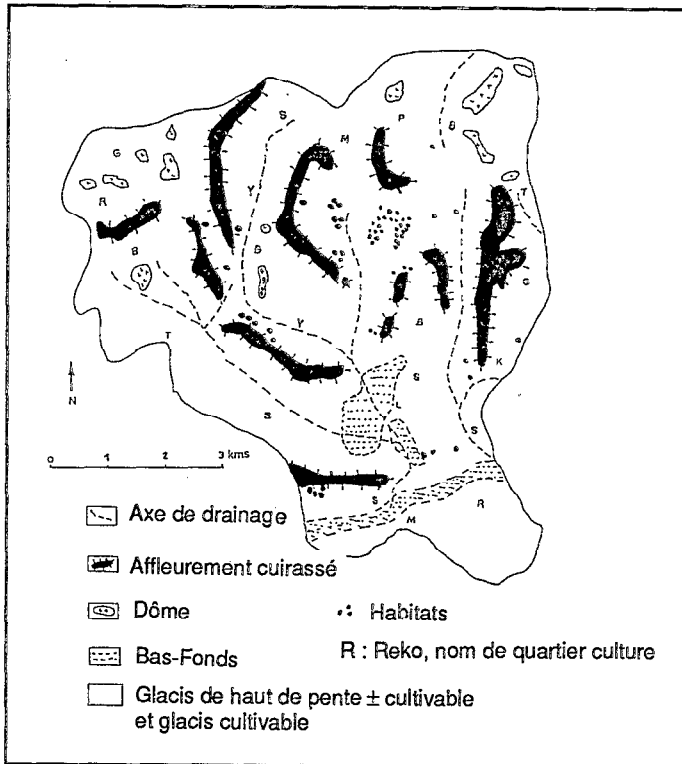 S
P
B
M
G
Y
T
R
B
G
Y
B
T
K
S
N
L
S
S
0 1 2 3 kms
S
R
M
Axe de drainage
Affleurement cuirassé
Dôme
Habitats
Bas-Fonds
R : Reko, nom de quartier culture
Glacis de haut de pente ± cultivable
et glacis cultivable